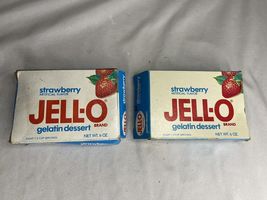 strawberry
ARTIFICIAL FLAVOR
JELL-O
BRAND
gelatin dessert
NET WT. 6 OZ.
strawberry
ARTIFICIAL FLAVOR
JELL-O
BRAND
gelatin dessert
NET WT. 6 OZ.
JELL-O